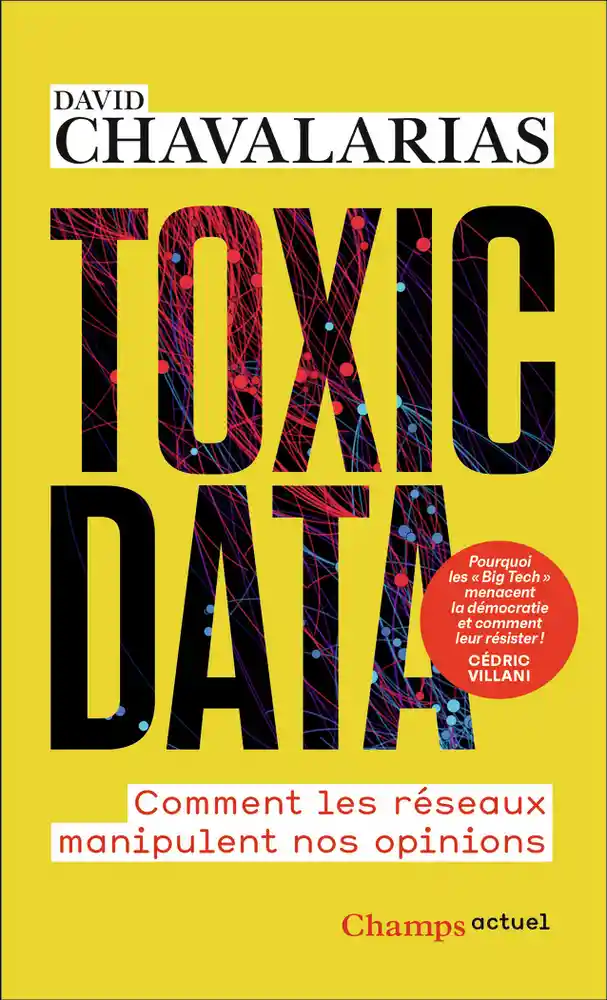 DAVID
CHAVALARIAS
TOXIC
DATA
Pourquoi
les « Big Tech »
menacent
la démocratie
et comment
leur résister !
CÉDRIC
VILLANI
Comment les réseaux
manipulent nos opinions
Champs actuel